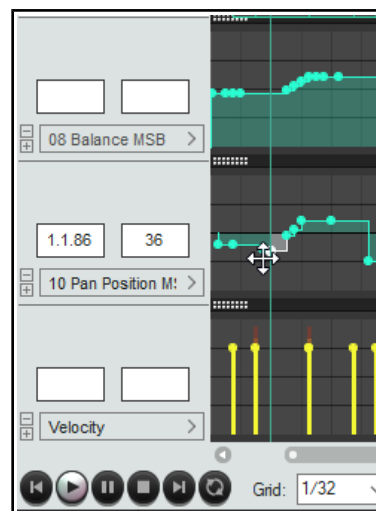 08 Balance MSB
1.1.86 36
10 Pan Position M
Velocity
Grid: 1/32